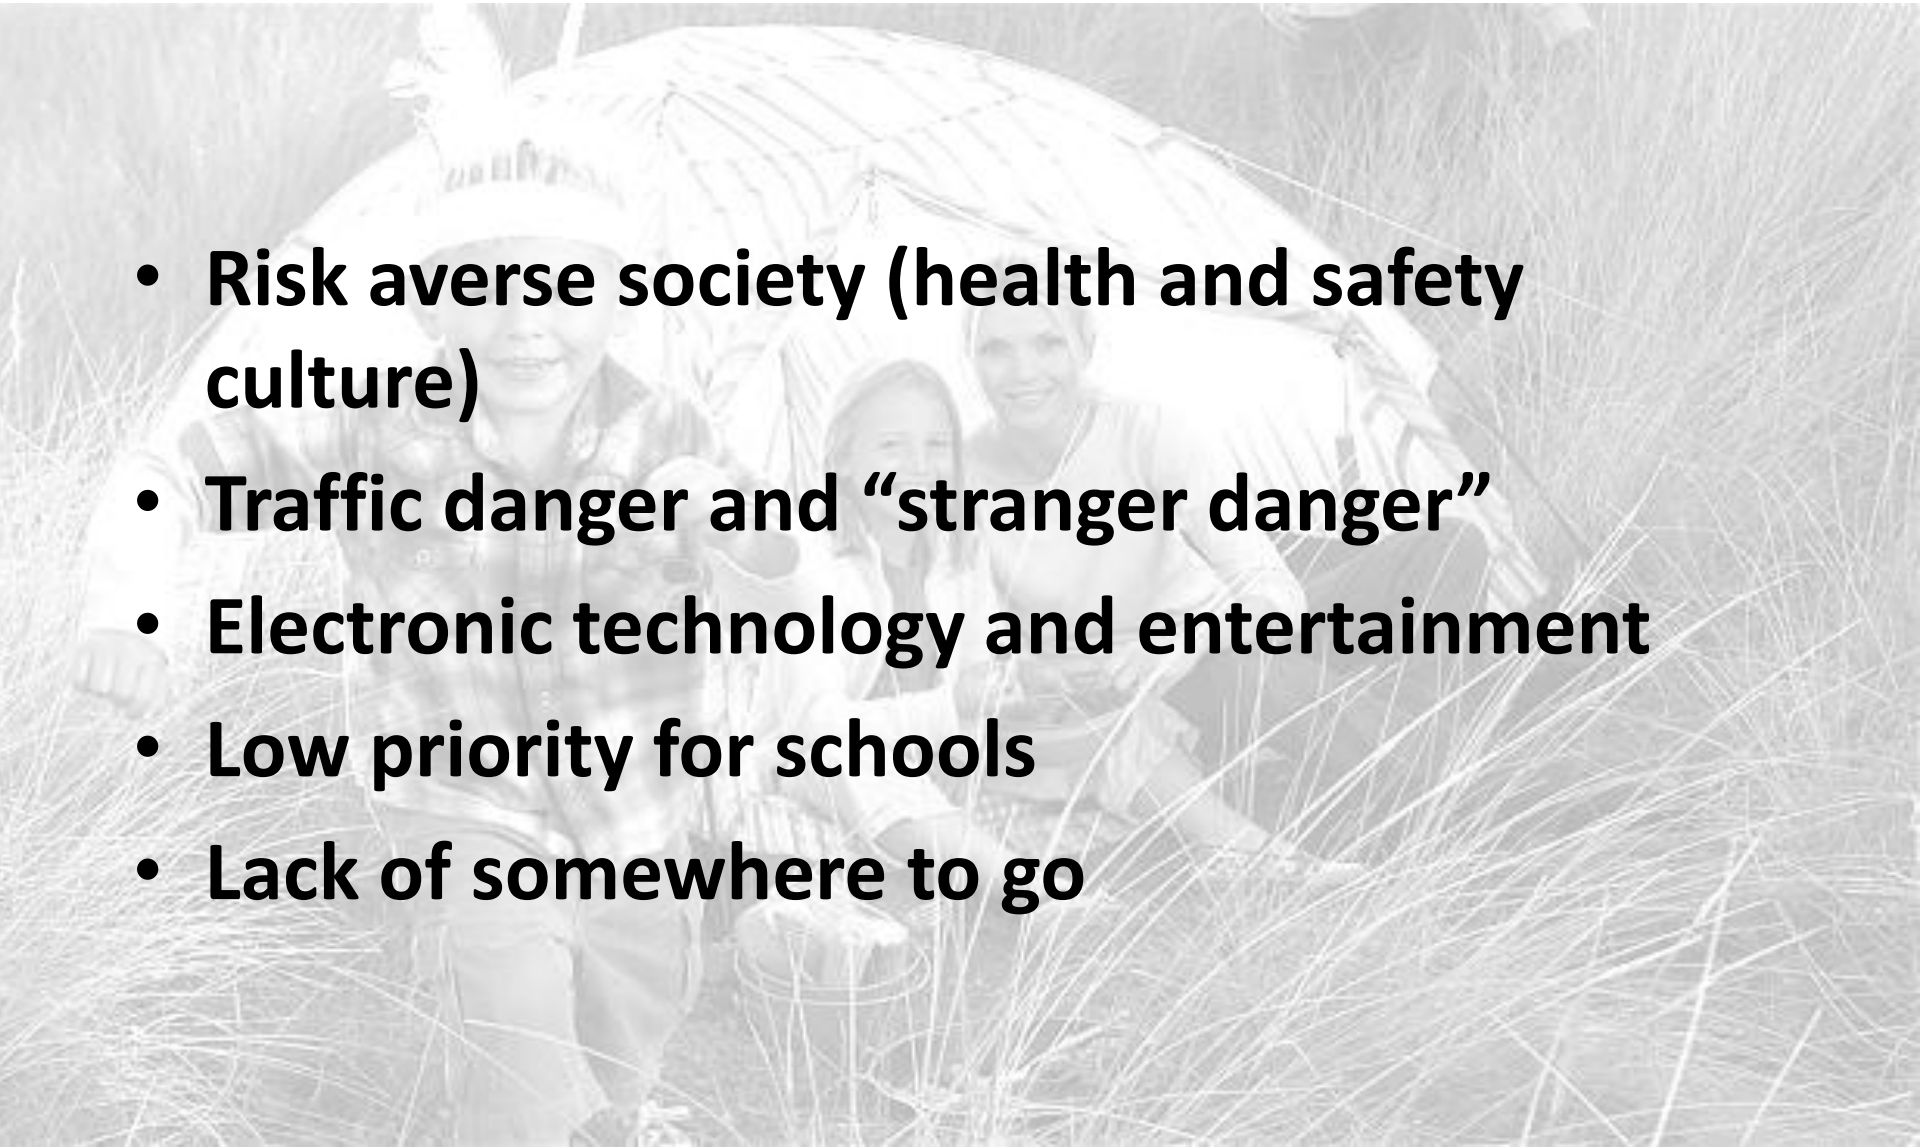 • Risk averse society (health and safety
culture)
• Traffic danger and “stranger danger”
• Electronic technology and entertainment
• Low priority for schools
• Lack of somewhere to go